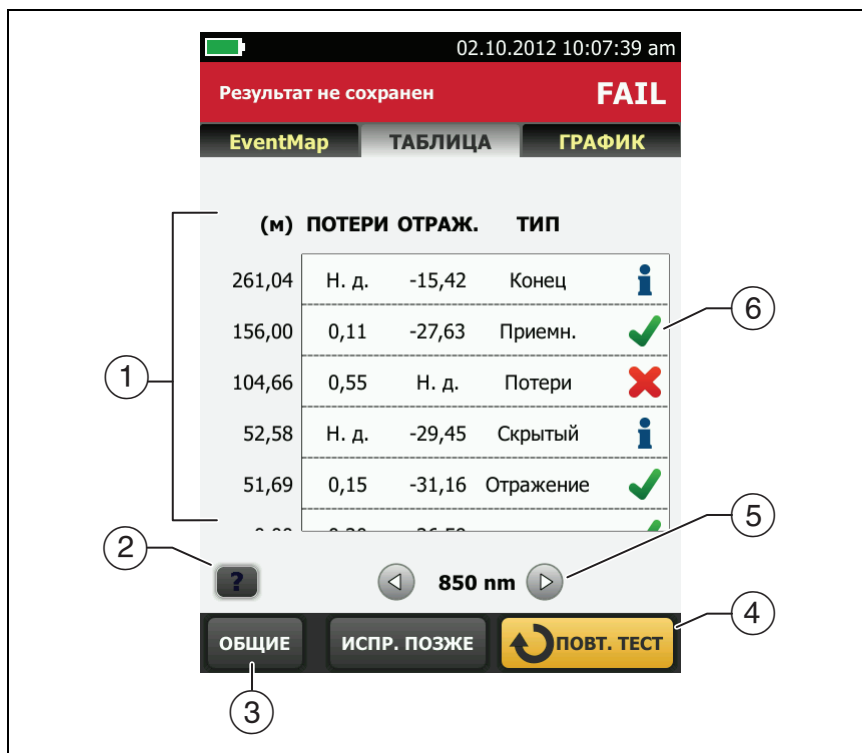 02.10.2012 10:07:39 am
Результат не сохранен FAIL
EventMap ТАБЛИЦА ГРАФИК
(м) ПОТЕРИ ОТРАЖ. ТИП
261,04 Н. д. -15,42 Конец
156,00 0,11 -27,63 Приемн.
6
104,66 0,55 Н. д. Потери
1
52,58 Н. д. -29,45 Скрытый
51,69 0,15 -31,16 Отражение
5
2
? 850 nm
4
ОБЩИЕ ИСПР. ПОЗЖЕ ПОВТ. ТЕСТ
3